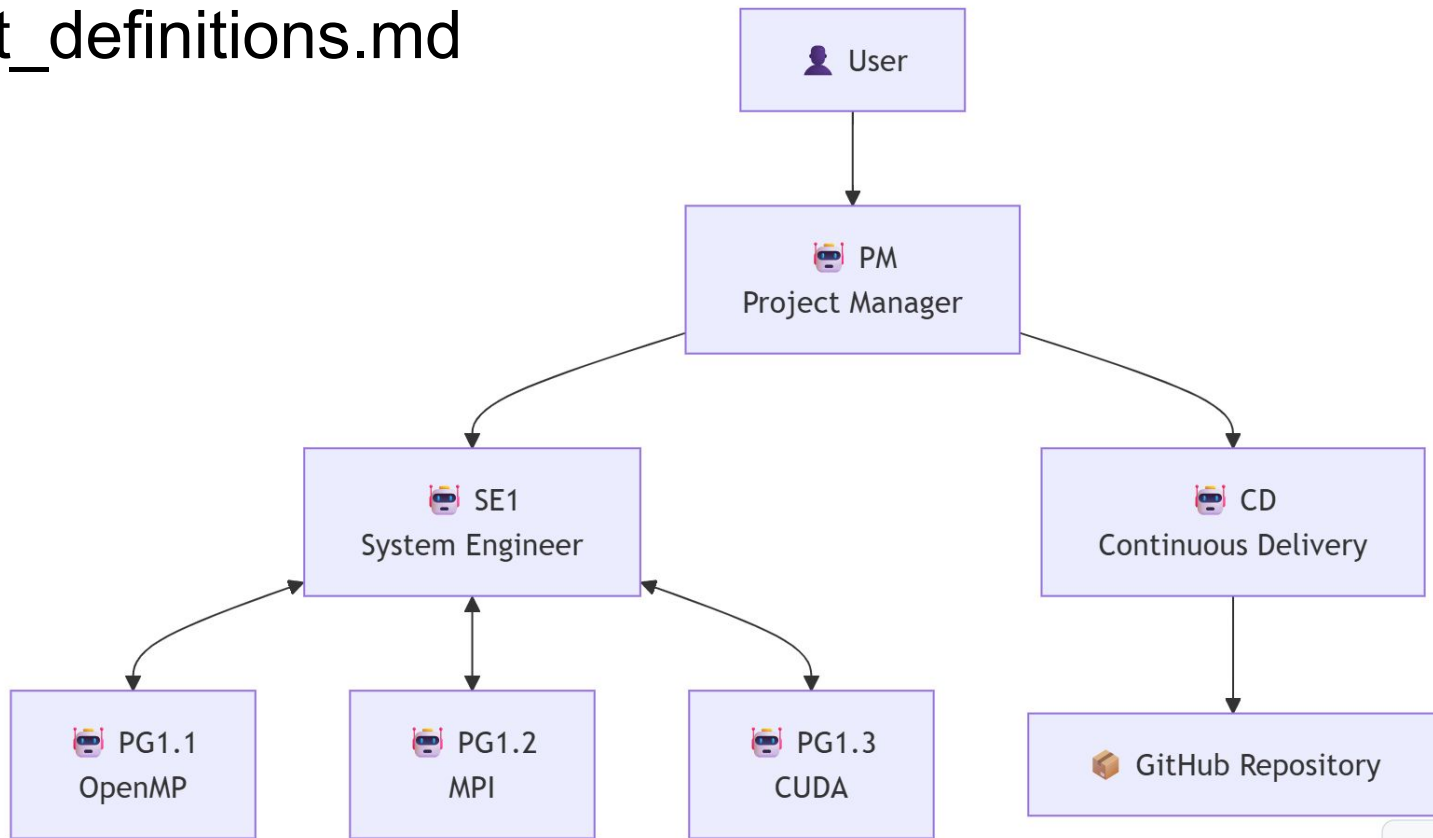 t_definitions.md
User
PM
Project Manager
SE1
System Engineer
CD
Continuous Delivery
PG1.1
OpenMP
PG1.2
MPI
PG1.3
CUDA
GitHub Repository